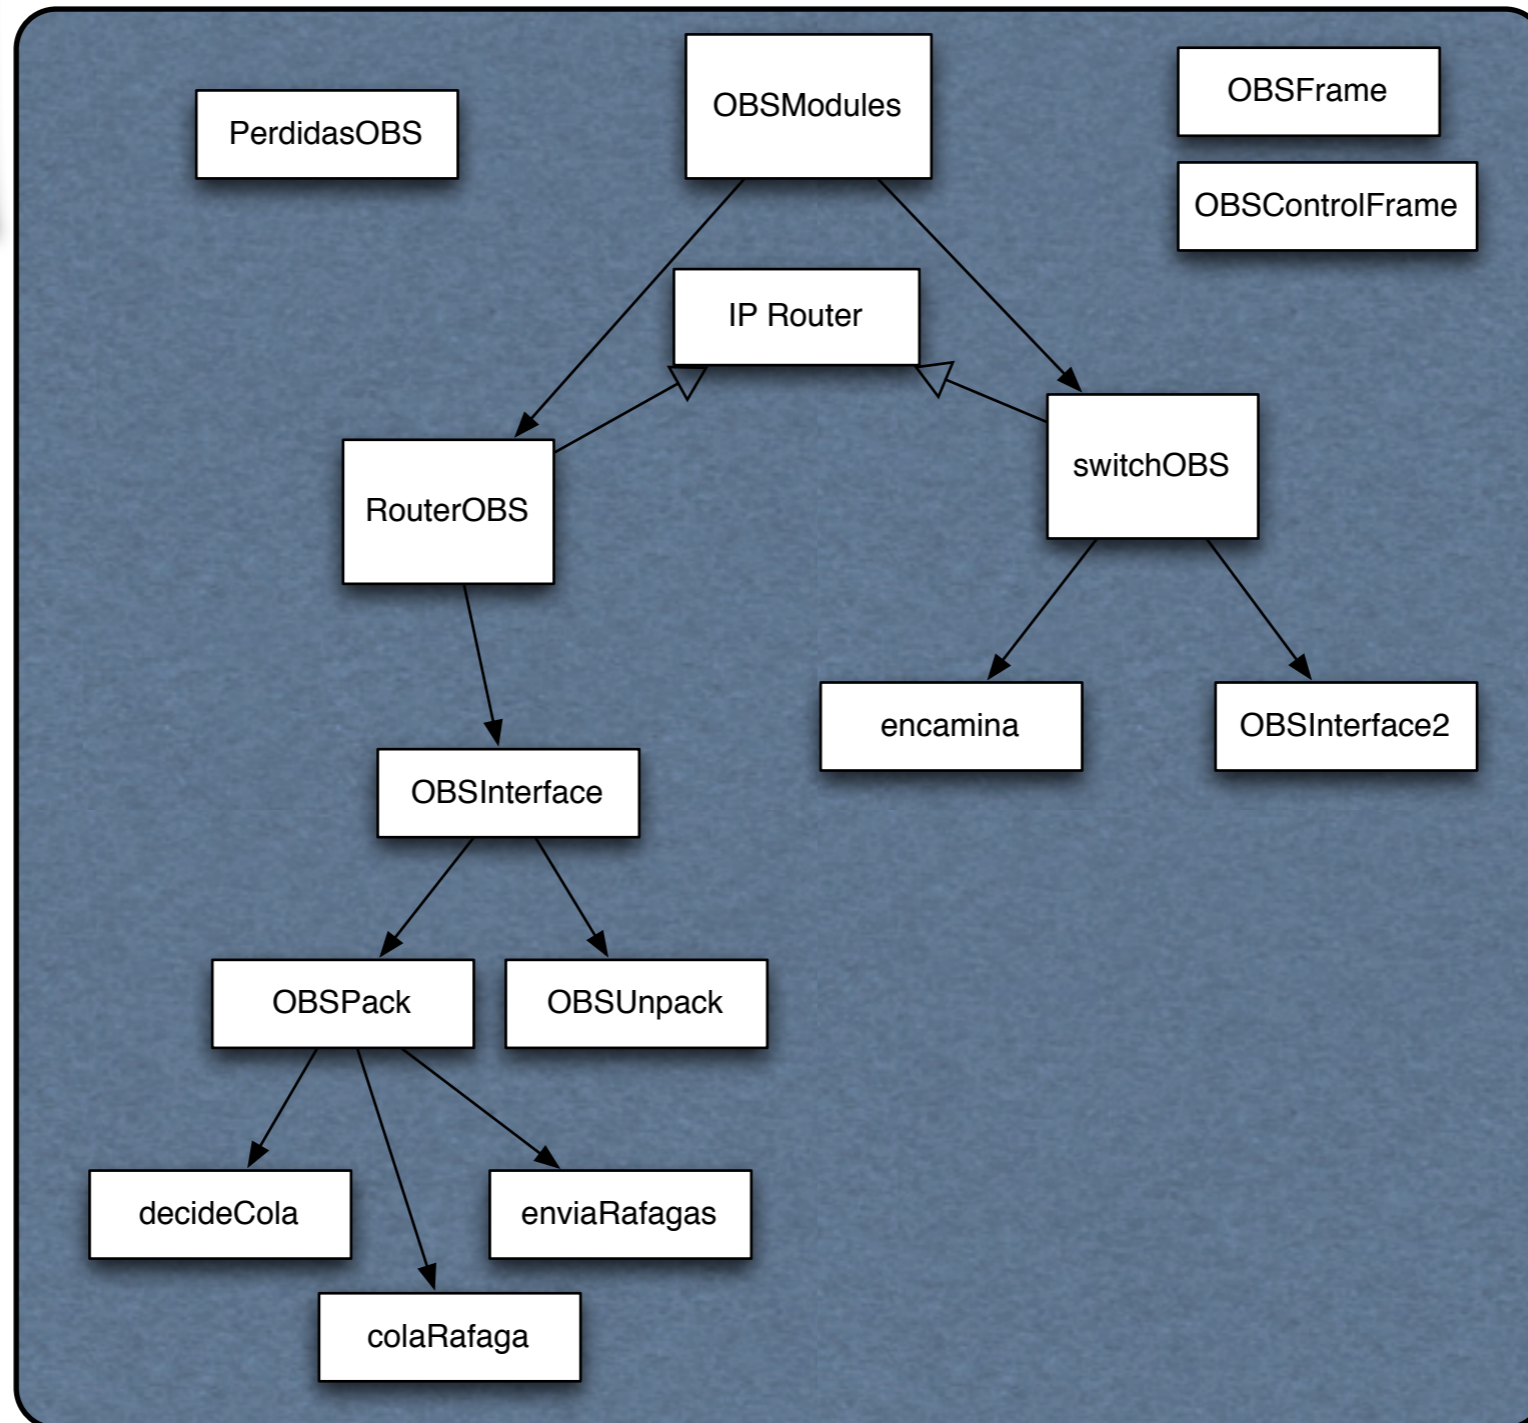 OBSModules
OBSFrame
PerdidasOBS
OBSControlFrame
IP Router
switchOBS
RouterOBS
encamina
OBSInterface2
OBSInterface
OBSPack
OBSUnpack
decideCola
enviaRafagas
colaRafaga